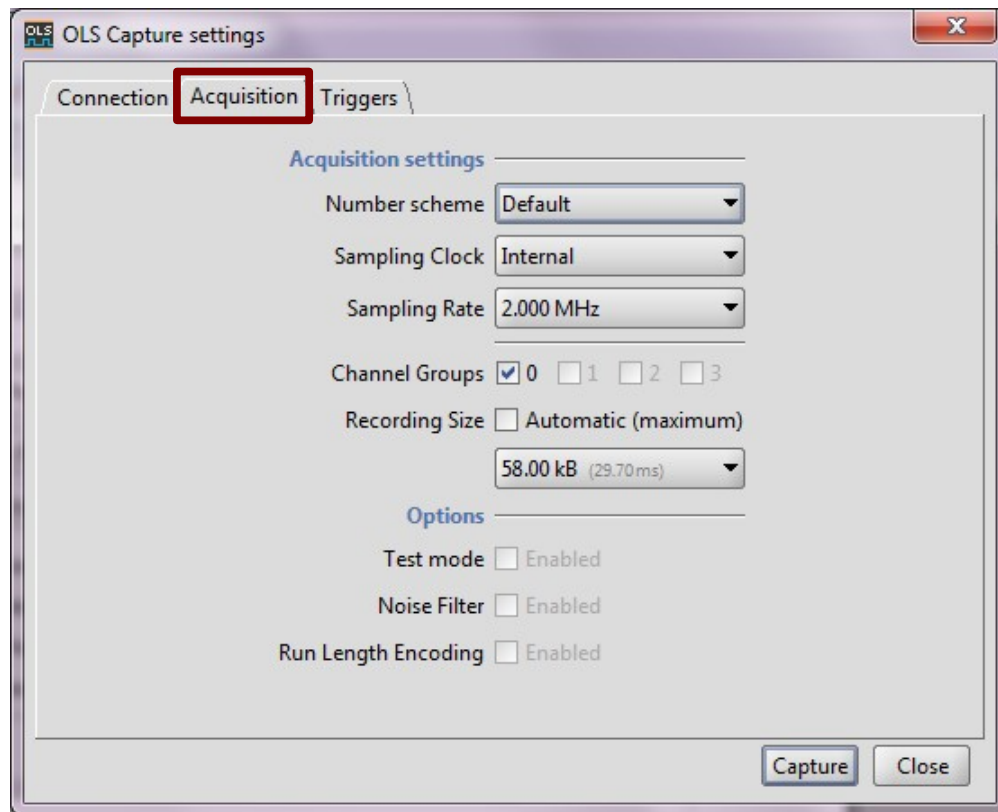 OLS OLS Capture settings
X
Connection Acquisition Triggers
Acquisition settings
Number scheme Default
Sampling Clock Internal
Sampling Rate 2.000 MHz
Channel Groups 0 1 2 3
Recording Size Automatic (maximum)
58.00 kB (29.70ms)
Options
Test mode Enabled
Noise Filter Enabled
Run Length Encoding Enabled
Capture Close